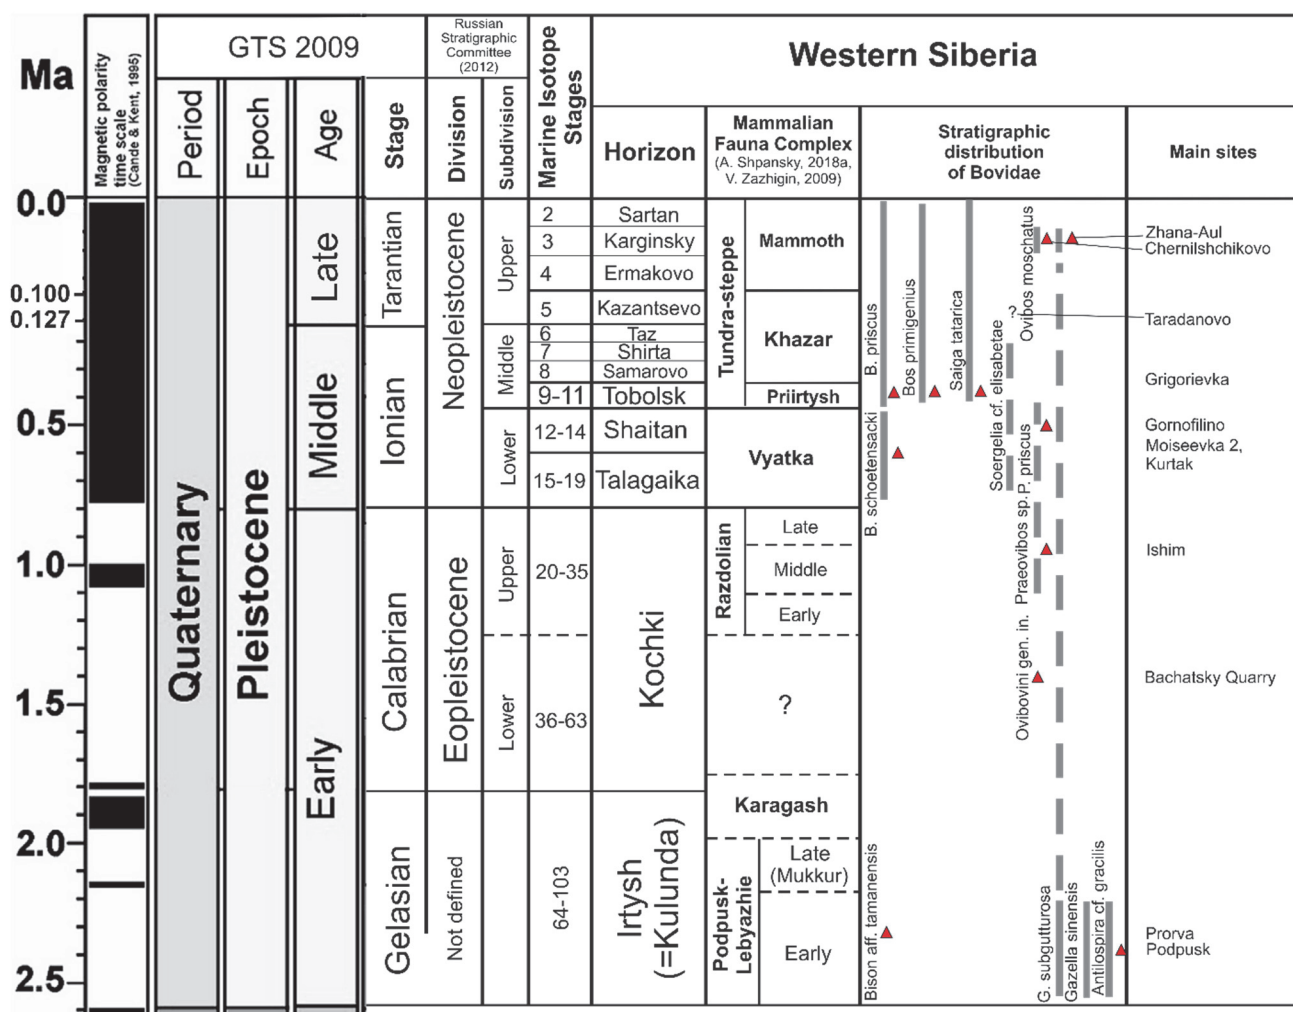 Ma
Magnetic polarity
time scale
(Cande & Kent, 1995)
GTS 2009
Period
Epoch
Age
Stage
Russian
Stratigraphic
Committee
(2012)
Division
Subdivision
Marine Isotope
Stages
Western Siberia
Horizon
Mammalian
Fauna Complex
(A. Shpansky, 2018a,
V. Zazhigin, 2009)
Stratigraphic
distribution
of Bovidae
Main sites
0.0
0.100
0.127
0.5
1.0
1.5
2.0
2.5
Quaternary
Pleistocene
Late
Middle
Early
Tarantian
Ionian
Calabrian
Gelasian
Neopleistocene
Eopleistocene
Not defined
Upper
Middle
Lower
Upper
Lower
2
3
4
5
6
7
8
9-11
12-14
15-19
20-35
36-63
64-103
Sartan
Karginsky
Ermakovo
Kazantsevo
Taz
Shirta
Samarovo
Tobolsk
Shaitan
Talagaika
Kochki
Irtysh
(=Kulunda)
Tundra-steppe
Mammoth
Khazar
Priirtysh
Vyatka
Razdolian
Late
Middle
Early
?
Karagash
Podpusk-
Lebyazhie
Late
(Mukkur)
Early
B. priscus
Bos primigenius
Saiga tatarica
Soergelia cf. elisabetae
Ovibos moschatus
?
B. schoetensacki
Praeovibos sp.
P. priscus
Ovibovini gen. in.
Bison aff. tamanensis
G. subgutturosa
Gazella sinensis
Antilospira cf. gracilis
Zhana-Aul
Chernilshchikovo
Taradanovo
Grigorievka
Gornofilino
Moiseevka 2,
Kurtak
Ishim
Bachatsky Quarry
Prorva
Podpusk